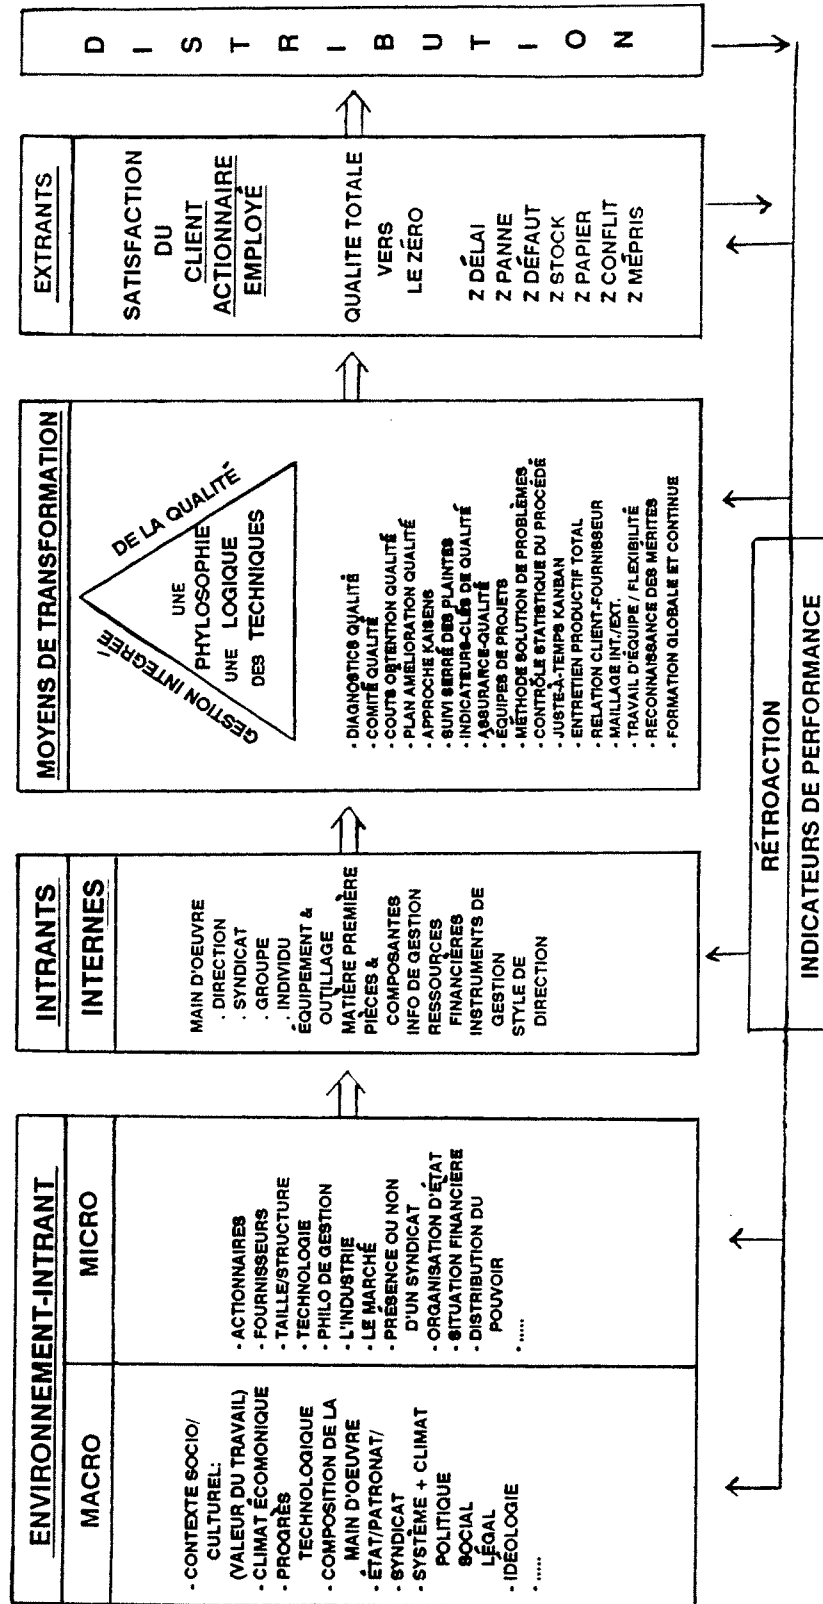 ENVIRONNEMENT-INTRANT
MACRO
- CONTEXTE SOCIO/
CULTUREL:
(VALEUR DU TRAVAIL)
- CLIMAT ÉCOMONIQUE
- PROGRÈS
TECHNOLOGIQUE
- COMPOSITION DE LA
MAIN D'OEUVRE
- ÉTAT/PATRONAT/
SYNDICAT
- SYSTÈME + CLIMAT
POLITIQUE
SOCIAL
LÉGAL
- IDÉOLOGIE
- .....
MICRO
- ACTIONNAIRES
- FOURNISSEURS
- TAILLE/STRUCTURE
- TECHNOLOGIE
- PHILO DE GESTION
- L'INDUSTRIE
- LE MARCHÉ
- PRÉSENCE OU NON
D'UN SYNDICAT
- ORGANISATION D'ÉTAT
- SITUATION FINANCIÈRE
- DISTRIBUTION DU
POUVOIR
- .....
INTRANTS
INTERNES
MAIN D'OEUVRE
. DIRECTION
. SYNDICAT
. GROUPE
. INDIVIDU
ÉQUIPEMENT &
OUTILLAGE
MATIÈRE PREMIÈRE
PIÈCES &
COMPOSANTES
INFO DE GESTION
RESSOURCES
FINANCIÈRES
INSTRUMENTS DE
GESTION
STYLE DE
DIRECTION
MOYENS DE TRANSFORMATION
GESTION INTÉGRÉE
DE LA QUALITÉ
UNE
PHYLOSOPHIE
UNE LOGIQUE
DES TECHNIQUES
- DIAGNOSTICS QUALITÉ
- COMITÉ QUALITÉ
- COUTS OBTENTION QUALITÉ
- PLAN AMÉLIORATION QUALITÉ
- APPROCHE KAISENS
- SUIVI SERRÉ DES PLAINTES
- INDICATEURS-CLÉS DE QUALITÉ
- ASSURANCE-QUALITÉ
- ÉQUIPES DE PROJETS
- MÉTHODE SOLUTION DE PROBLÈMES
- CONTRÔLE STATISTIQUE DU PROCÉDÉ
- JUSTE-À-TEMPS KANBAN
- ENTRETIEN PRODUCTIF TOTAL
- RELATION CLIENT-FOURNISSEUR
- MAILLAGE INT./EXT.
- TRAVAIL D'ÉQUIPE / FLEXIBILITÉ
- RECONNAISSANCE DES MÉRITES
- FORMATION GLOBALE ET CONTINUE
EXTRANTS
SATISFACTION
DU
CLIENT
ACTIONNAIRE
EMPLOYÉ
QUALITE TOTALE
VERS
LE ZÉRO
Z DÉLAI
Z PANNE
Z DÉFAUT
Z STOCK
Z PAPIER
Z CONFLIT
Z MÉPRIS
DISTRIBUTION
RÉTROACTION
INDICATEURS DE PERFORMANCE